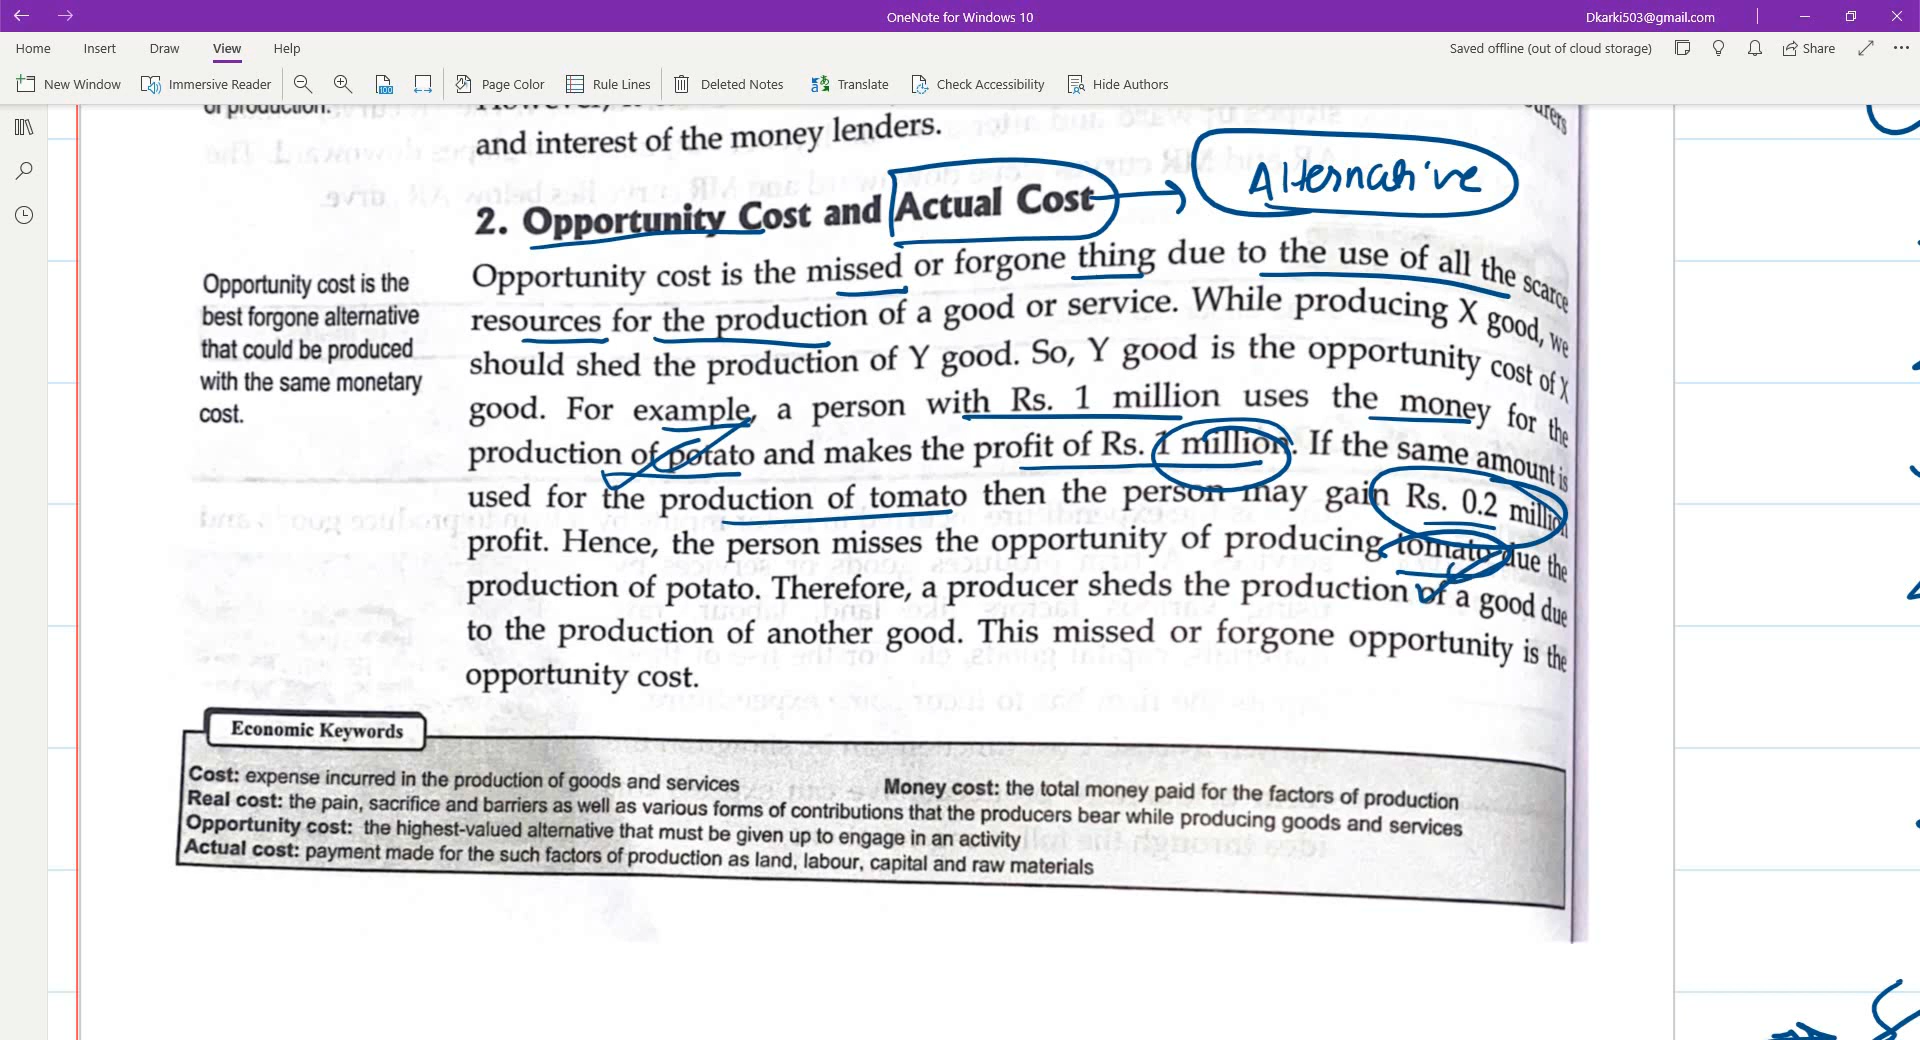 OneNote for Windows 10
Dkarki503@gmail.com
Home Insert Draw View Help
Saved offline (out of cloud storage)
Share
New Window Immersive Reader Page Color Rule Lines Deleted Notes Translate Check Accessibility Hide Authors
of production.
and interest of the money lenders.
Alternative
2. Opportunity Cost and Actual Cost
Opportunity cost is the
best forgone alternative
that could be produced
with the same monetary
cost.
Opportunity cost is the missed or forgone thing due to the use of all the scarce
resources for the production of a good or service. While producing X good, we
should shed the production of Y good. So, Y good is the opportunity cost of X
good. For example, a person with Rs. 1 million uses the money for the
production of potato and makes the profit of Rs. 1 million. If the same amount is
used for the production of tomato then the person may gain Rs. 0.2 million
profit. Hence, the person misses the opportunity of producing tomato due the
production of potato. Therefore, a producer sheds the production of a good due
to the production of another good. This missed or forgone opportunity is the
opportunity cost.
Economic Keywords
Cost: expense incurred in the production of goods and services Money cost: the total money paid for the factors of production
Real cost: the pain, sacrifice and barriers as well as various forms of contributions that the producers bear while producing goods and services
Opportunity cost: the highest-valued alternative that must be given up to engage in an activity
Actual cost: payment made for the such factors of production as land, labour, capital and raw materials